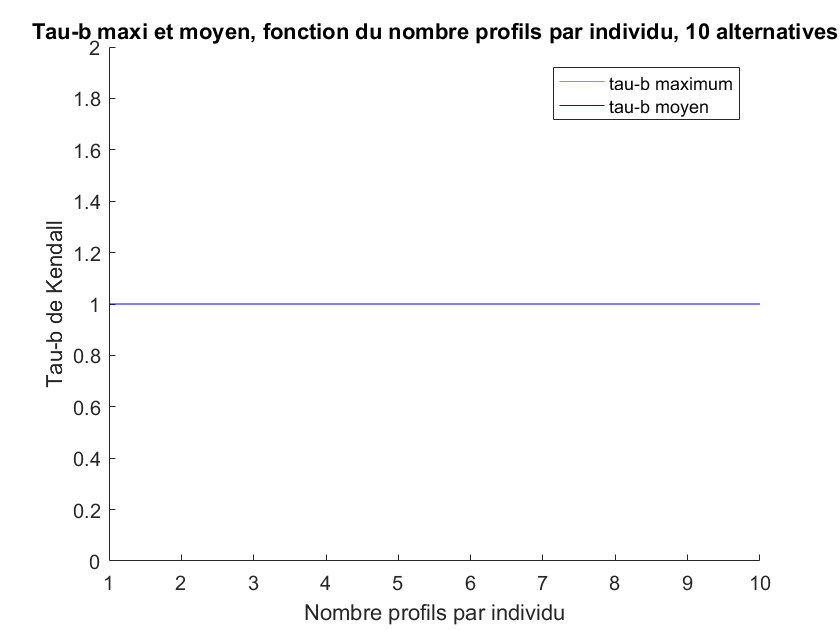 Tau-b maxi et moyen, fonction du nombre profils par individu, 10 alternatives
tau-b maximum
tau-b moyen
Tau-b de Kendall
2
1.8
1.6
1.4
1.2
1
0.8
0.6
0.4
0.2
0
1 2 3 4 5 6 7 8 9 10
Nombre profils par individu